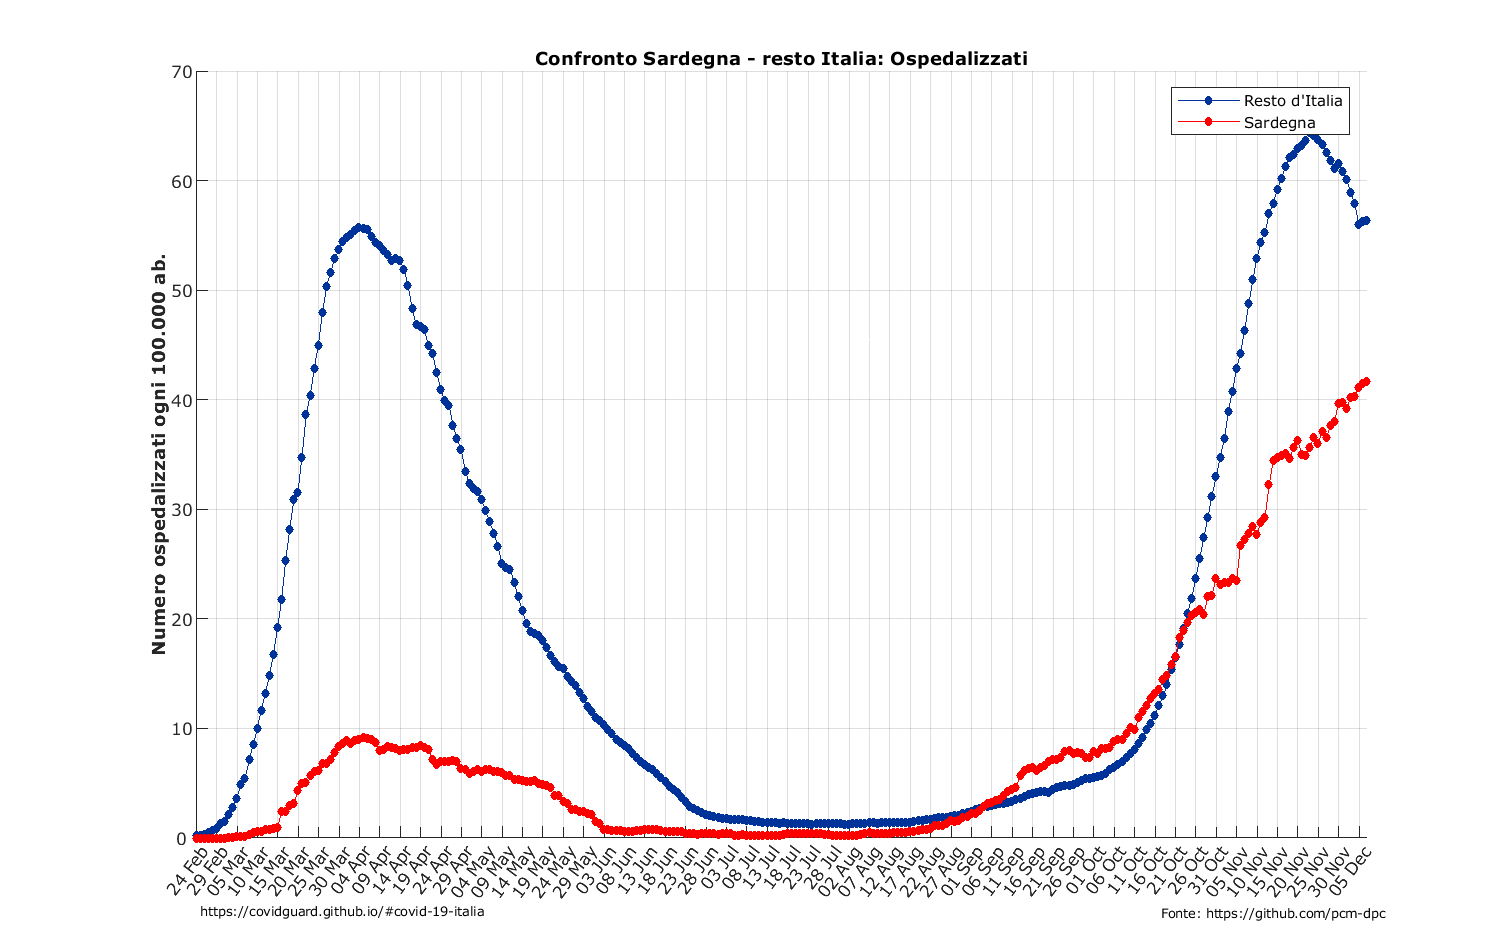 Confronto Sardegna - resto Italia: Ospedalizzati
Numero ospedalizzati ogni 100.000 ab.
70
60
50
40
30
20
10
0
Resto d'Italia
Sardegna
24 Feb
29 Feb
05 Mar
10 Mar
15 Mar
20 Mar
25 Mar
30 Mar
04 Apr
09 Apr
14 Apr
19 Apr
24 Apr
29 Apr
04 May
09 May
14 May
19 May
24 May
29 May
03 Jun
08 Jun
13 Jun
18 Jun
23 Jun
28 Jun
03 Jul
08 Jul
13 Jul
18 Jul
23 Jul
28 Jul
02 Aug
07 Aug
12 Aug
17 Aug
22 Aug
27 Aug
01 Sep
06 Sep
11 Sep
16 Sep
21 Sep
26 Sep
01 Oct
06 Oct
11 Oct
16 Oct
21 Oct
26 Oct
31 Oct
05 Nov
10 Nov
15 Nov
20 Nov
25 Nov
30 Nov
05 Dec
https://covidguard.github.io/#covid-19-italia
Fonte: https://github.com/pcm-dpc